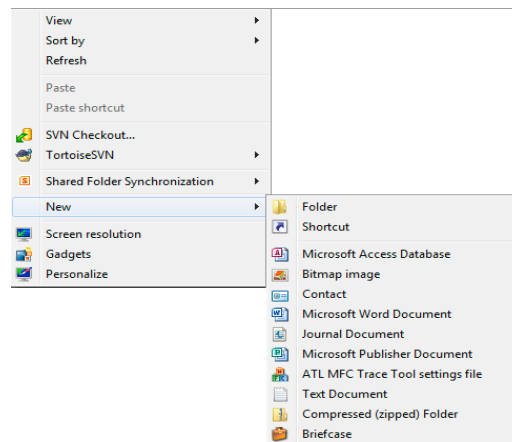 View
Sort by
Refresh
Paste
Paste shortcut
SVN Checkout...
TortoiseSVN
Shared Folder Synchronization
New
Screen resolution
Gadgets
Personalize
Folder
Shortcut
Microsoft Access Database
Bitmap image
Contact
Microsoft Word Document
Journal Document
Microsoft Publisher Document
ATL MFC Trace Tool settings file
Text Document
Compressed (zipped) Folder
Briefcase